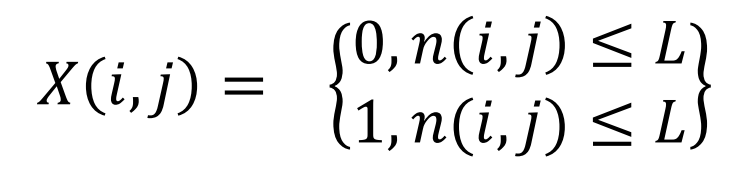 X(i, j) = {0, n(i, j) ≤ L
1, n(i, j) ≤ L}